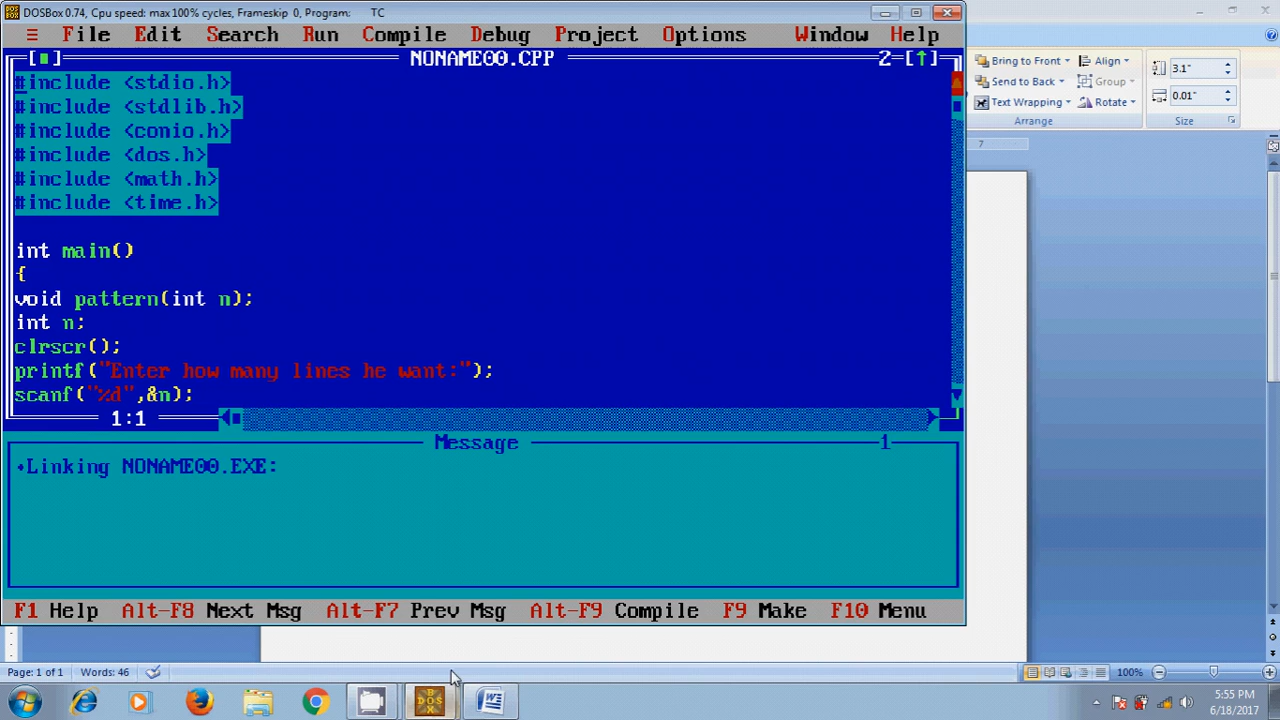 DOSBox 0.74, Cpu speed: max 100% cycles, Frameskip 0, Program: TC
≡ File Edit Search Run Compile Debug Project Options Window Help
[■] NONAME00.CPP 2=[↑]
#include <stdio.h>
#include <stdlib.h>
#include <conio.h>
#include <dos.h>
#include <math.h>
#include <time.h>
int main()
{
void pattern(int n);
int n;
clrscr();
printf("Enter how many lines he want:");
scanf("%d",&n);
1:1
Message 1
•Linking NONAME00.EXE:
F1 Help Alt-F8 Next Msg Alt-F7 Prev Msg Alt-F9 Compile F9 Make F10 Menu
Bring to Front Align
Send to Back Group
Text Wrapping Rotate
Arrange
3.1"
0.01"
Size
7
Page: 1 of 1 Words: 46
100%
DOS BOX
W
5:55 PM
6/18/2017